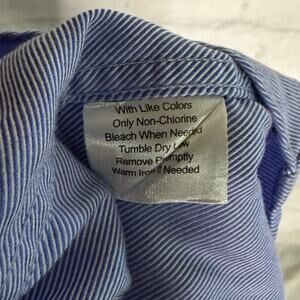 With Like Colors
Only Non-Chlorine
Bleach When Needed
Tumble Dry Low
Remove Promptly
Warm Iron if Needed